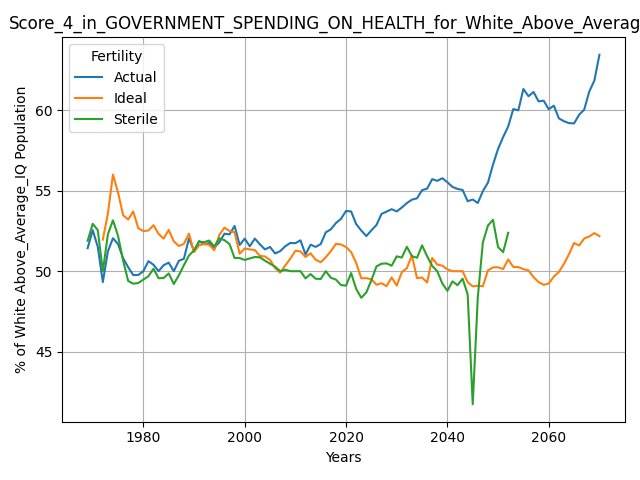 Score_4_in_GOVERNMENT_SPENDING_ON_HEALTH_for_White_Above_Averag
Fertility
Actual
Ideal
Sterile
% of White Above_Average_IQ Population
60
55
50
45
1980
2000
2020
2040
2060
Years